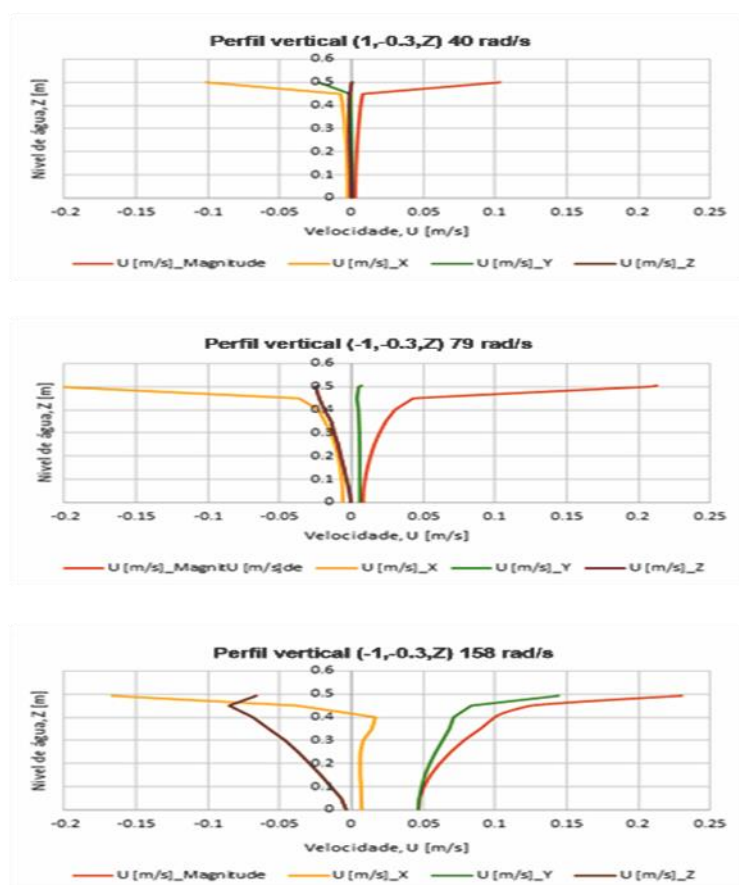 Perfil vertical (1,-0.3,Z) 40 rad/s
0.6
0.5
0.4
0.3
0.2
0.1
0
Nivel de água,Z [m]
-0.2 -0.15 -0.1 -0.05 0 0.05 0.1 0.15 0.2 0.25
Velocidade, U [m/s]
U [m/s]_Magnitude U [m/s]_X U [m/s]_Y U [m/s]_Z
Perfil vertical (-1,-0.3,Z) 79 rad/s
0.6
0.5
0.4
0.3
0.2
0.1
0
Nivel de água,Z [m]
-0.2 -0.15 -0.1 -0.05 0 0.05 0.1 0.15 0.2 0.25
Velocidade, U [m/s]
U [m/s]_MagnitU [m/s]de U [m/s]_X U [m/s]_Y U [m/s]_Z
Perfil vertical (-1,-0.3,Z) 158 rad/s
0.6
0.5
0.4
0.3
0.2
0.1
0
Nivel de água,Z [m]
-0.2 -0.15 -0.1 -0.05 0 0.05 0.1 0.15 0.2 0.25
Velocidade, U [m/s]
U [m/s]_Magnitude U [m/s]_X U [m/s]_Y U [m/s]_Z